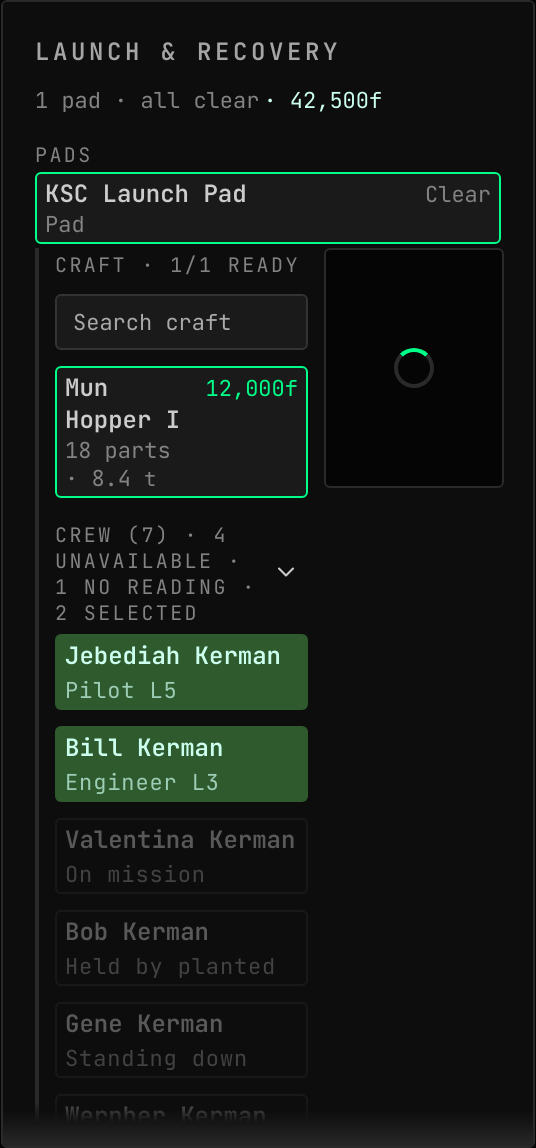 LAUNCH & RECOVERY
1 pad · all clear · 42,500f
PADS
KSC Launch Pad Clear
Pad
CRAFT · 1/1 READY
Search craft
Mun 12,000f
Hopper I
18 parts
· 8.4 t
CREW (7) · 4
UNAVAILABLE ·
1 NO READING ·
2 SELECTED
Jebediah Kerman
Pilot L5
Bill Kerman
Engineer L3
Valentina Kerman
On mission
Bob Kerman
Held by planted
Gene Kerman
Standing down
Wernher Kerman